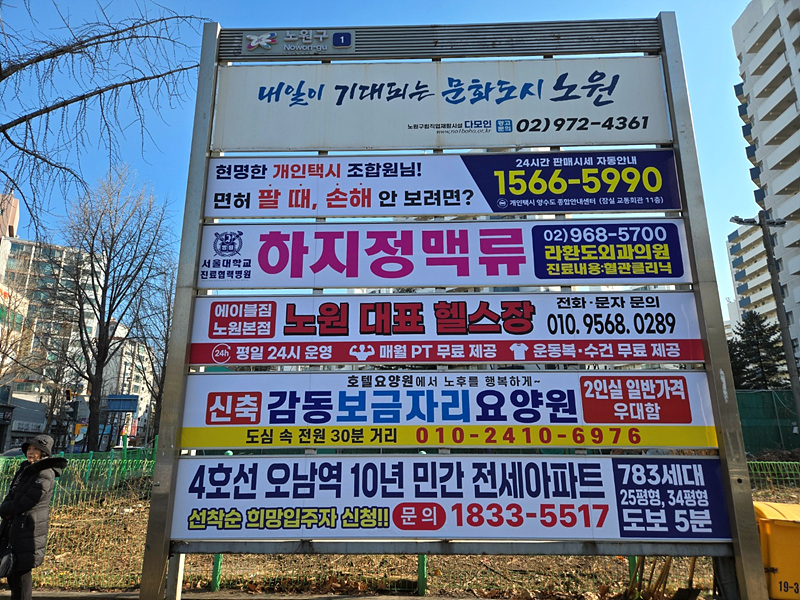 노원구
Nowon-gu
1
내일이 기대되는 문화도시 노원
노원구립직업재활시설 다모인 광고문의 02)972-4361
www.no1boho.or.kr
현명한 개인택시 조합원님!
면허 팔 때, 손해 안 보려면?
24시간 판매시세 자동안내
1566-5990
개인택시 양수도 종합안내센터 (잠실 교통회관 11층)
서울대학교
진료협력병원
하지정맥류
02)968-5700
라환도외과의원
진료내용:혈관클리닉
에이블짐
노원본점
노원 대표 헬스장
전화·문자 문의
010. 9568. 0289
24h 평일 24시 운영
매월 PT 무료 제공
운동복·수건 무료 제공
호텔요양원에서 노후를 행복하게~
신축 감동보금자리요양원
2인실 일반가격
우대함
도심 속 전원 30분 거리 010-2410-6976
4호선 오남역 10년 민간 전세아파트
선착순 희망입주자 신청!! 문의 1833-5517
783세대
25평형, 34평형
도보 5분
19-3